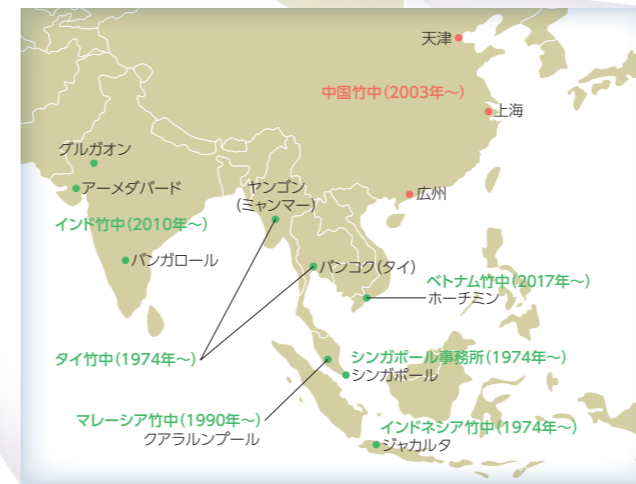 天津
中国竹中(2003年～)
上海
グルガオン
アーメダバード
ヤンゴン
(ミャンマー)
広州
インド竹中(2010年～)
バンガロール
バンコク(タイ)
ベトナム竹中(2017年～)
ホーチミン
タイ竹中(1974年～)
シンガポール事務所(1974年～)
シンガポール
マレーシア竹中(1990年～)
クアラルンプール
インドネシア竹中(1974年～)
ジャカルタ